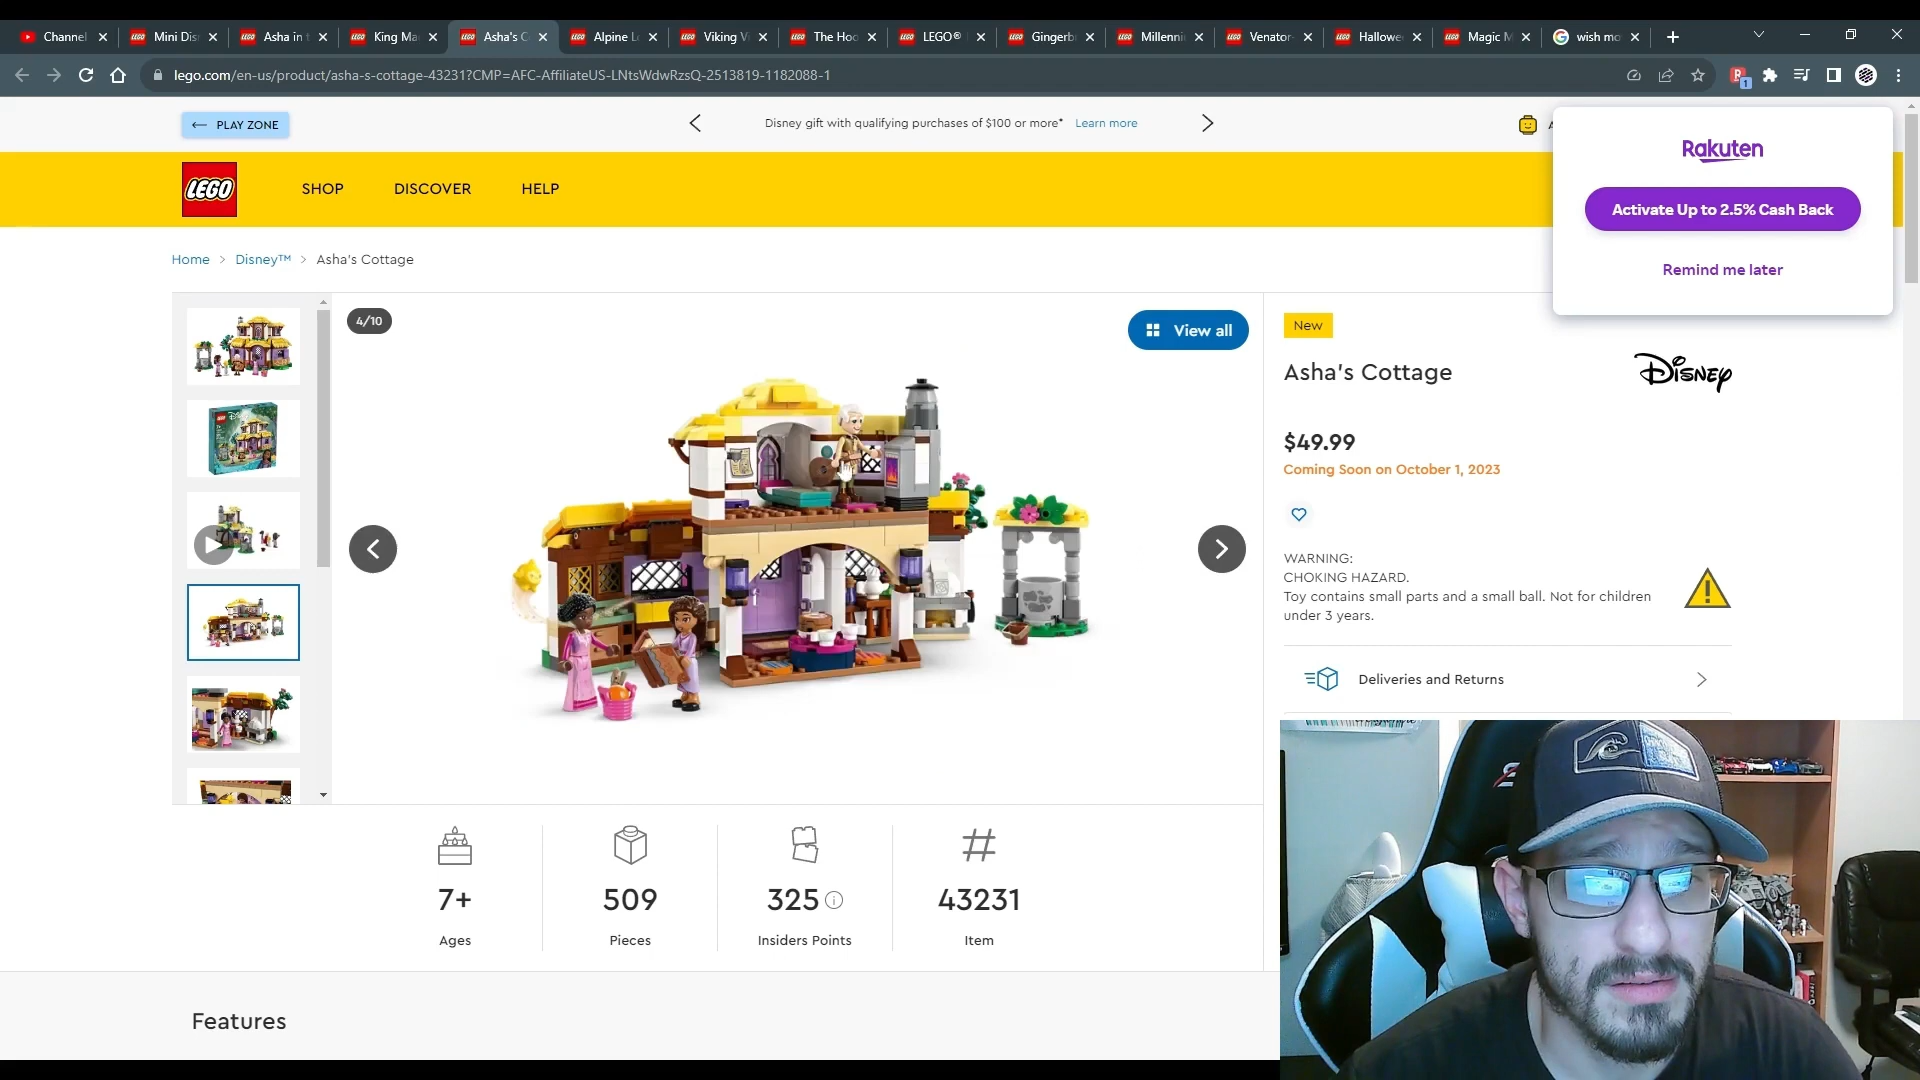 Channel
Mini Dis
Asha in t
King Ma
Asha's C
Alpine L
Viking Vi
The Hoo
LEGO®
Gingerb
Millenni
Venator-
Hallowe
Magic M
wish mo
lego.com/en-us/product/asha-s-cottage-43231?CMP=AFC-AffiliateUS-LNtsWdwRzsQ-2513819-1182088-1
PLAY ZONE
Disney gift with qualifying purchases of $100 or more* Learn more
Rakuten
Activate Up to 2.5% Cash Back
Remind me later
LEGO
SHOP
DISCOVER
HELP
Home > Disney™ > Asha's Cottage
4/10
View all
New
Asha's Cottage
Disney
$49.99
Coming Soon on October 1, 2023
WARNING:
CHOKING HAZARD.
Toy contains small parts and a small ball. Not for children
under 3 years.
Deliveries and Returns
7+
Ages
509
Pieces
325
Insiders Points
43231
Item
Features